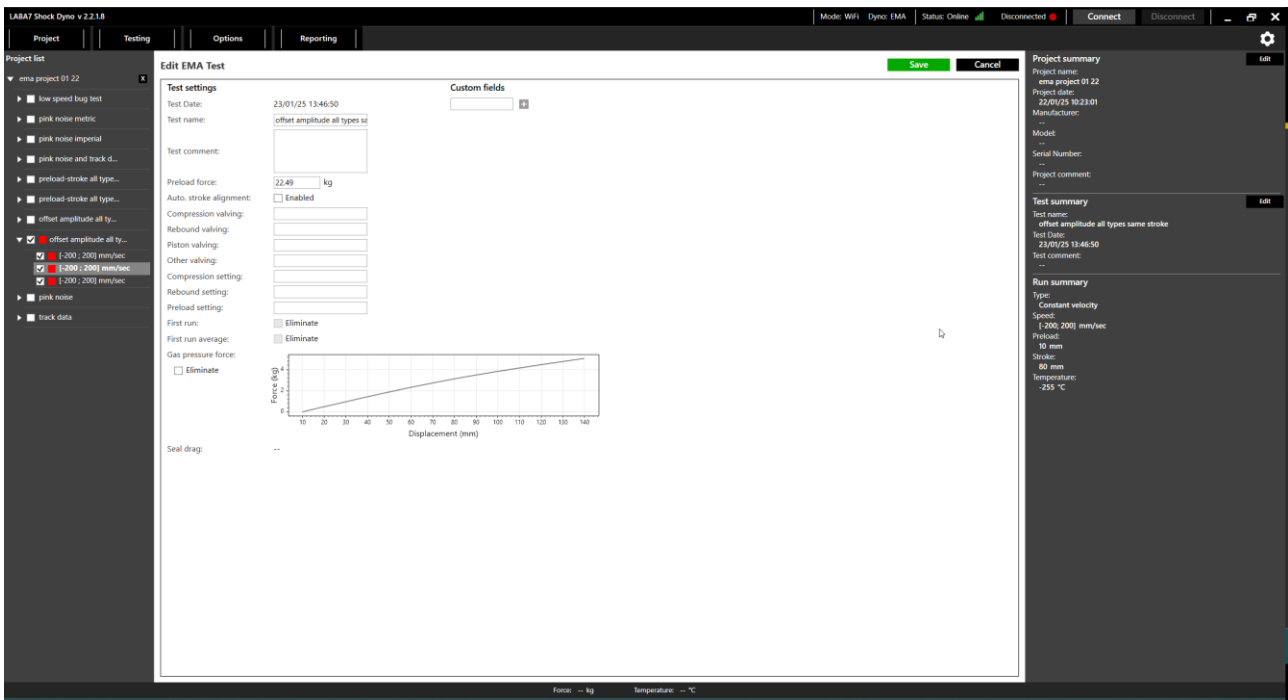 LABA7 Shock Dyno v 2.2.1.8
Mode: WiFi Dyno: EMA Status: Online Disconnected Connect Disconnect
Project Testing Options Reporting
Project list
ema project 01 22 X
low speed bug test
pink noise metric
pink noise imperial
pink noise and track d...
preload-stroke all type...
preload-stroke all type...
offset amplitude all ty...
offset amplitude all ty...
[-200 ; 200] mm/sec
[-200 ; 200] mm/sec
[-200 ; 200] mm/sec
pink noise
track data
Edit EMA Test Save Cancel
Test settings Custom fields
Test Date: 23/01/25 13:46:50
Test name: offset amplitude all types sa
Test comment:
Preload force: 22.49 kg
Auto. stroke alignment: Enabled
Compression valving:
Rebound valving:
Piston valving:
Other valving:
Compression setting:
Rebound setting:
Preload setting:
First run: Eliminate
First run average: Eliminate
Gas pressure force:
Eliminate
Force (kg)
4
2
0
10 20 30 40 50 60 70 80 90 100 110 120 130 140
Displacement (mm)
Seal drag: --
Project summary Edit
Project name:
ema project 01 22
Project date:
22/01/25 10:23:01
Manufacturer:
--
Model:
--
Serial Number:
--
Project comment:
--
Test summary Edit
Test name:
offset amplitude all types same stroke
Test Date:
23/01/25 13:46:50
Test comment:
--
Run summary
Type:
Constant velocity
Speed:
[-200; 200] mm/sec
Preload:
10 mm
Stroke:
80 mm
Temperature:
-255 °C
Force: -- kg Temperature: -- °C